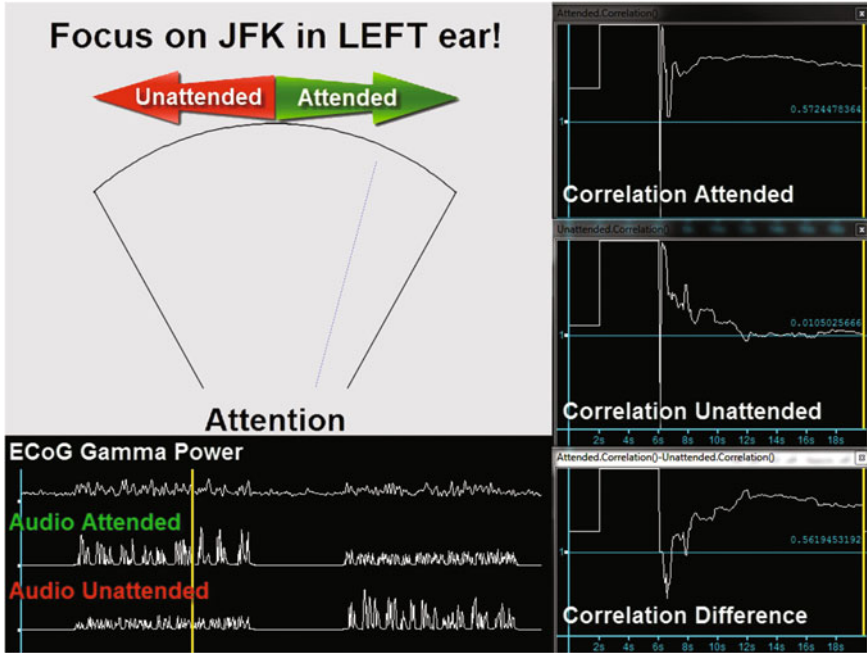 Focus on JFK in LEFT ear!
Unattended Attended
Attention
ECoG Gamma Power
Audio Attended
Audio Unattended
Attended.Correlation()
0.5724478364
1
Correlation Attended
Unattended.Correlation()
0.0105025666
1
Correlation Unattended
2s 4s 6s 8s 10s 12s 14s 16s 18s
Attended.Correlation()-Unattended.Correlation()
0.5619453192
1
Correlation Difference
2s 4s 6s 8s 10s 12s 14s 16s 18s